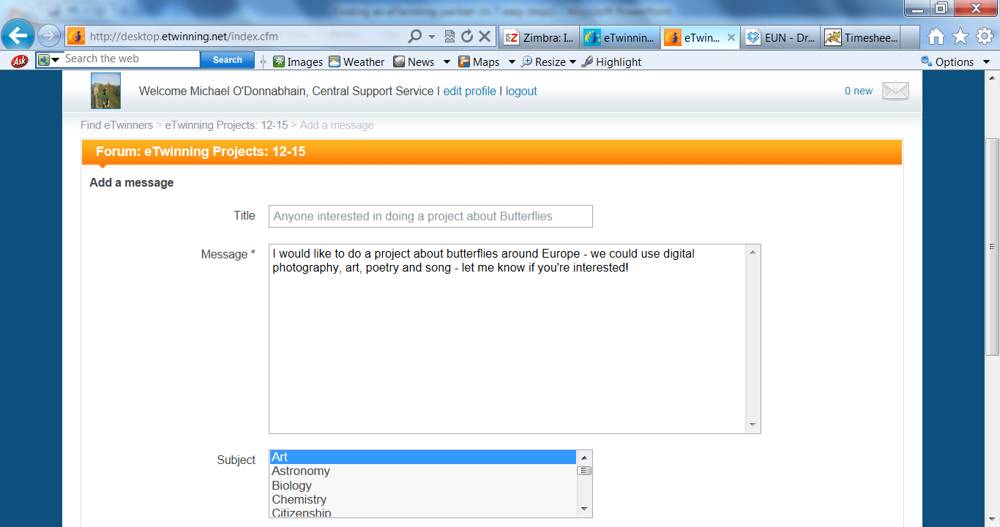 Finding an eTwinning partner (in 7 easy steps) - Microsoft PowerPoint
http://desktop.etwinning.net/index.cfm
Zimbra: I...
eTwinnin...
eTwin...
EUN - Dr...
Timeshee...
Ask
Search the web
Search
Images
Weather
News
Maps
Resize
Highlight
Options
Welcome Michael O'Donnabhain, Central Support Service I edit profile I logout
0 new
Find eTwinners > eTwinning Projects: 12-15 > Add a message
Forum: eTwinning Projects: 12-15
Add a message
Title
Anyone interested in doing a project about Butterflies
Message *
I would like to do a project about butterflies around Europe - we could use digital
photography, art, poetry and song - let me know if you're interested!
Subject
Art
Astronomy
Biology
Chemistry
Citizenship